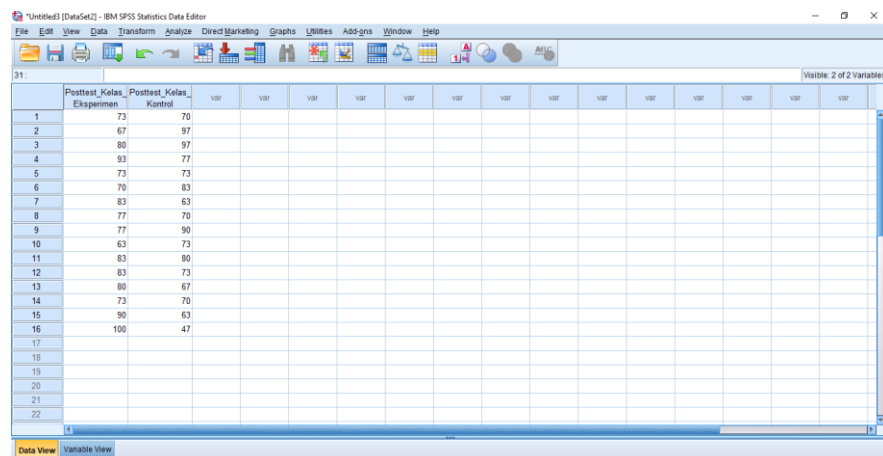 *Untitled3 [DataSet2] - IBM SPSS Statistics Data Editor
File Edit View Data Transform Analyze Direct Marketing Graphs Utilities Add-ons Window Help
31 : Visible: 2 of 2 Variables
Posttest_Kelas_Eksperimen Posttest_Kelas_Kontrol var var var var var var var var var var var var var
1 73 70
2 67 97
3 80 97
4 93 77
5 73 73
6 70 83
7 83 63
8 77 70
9 77 90
10 63 73
11 83 80
12 83 73
13 80 67
14 73 70
15 90 63
16 100 47
17
18
19
20
21
22
Data View Variable View